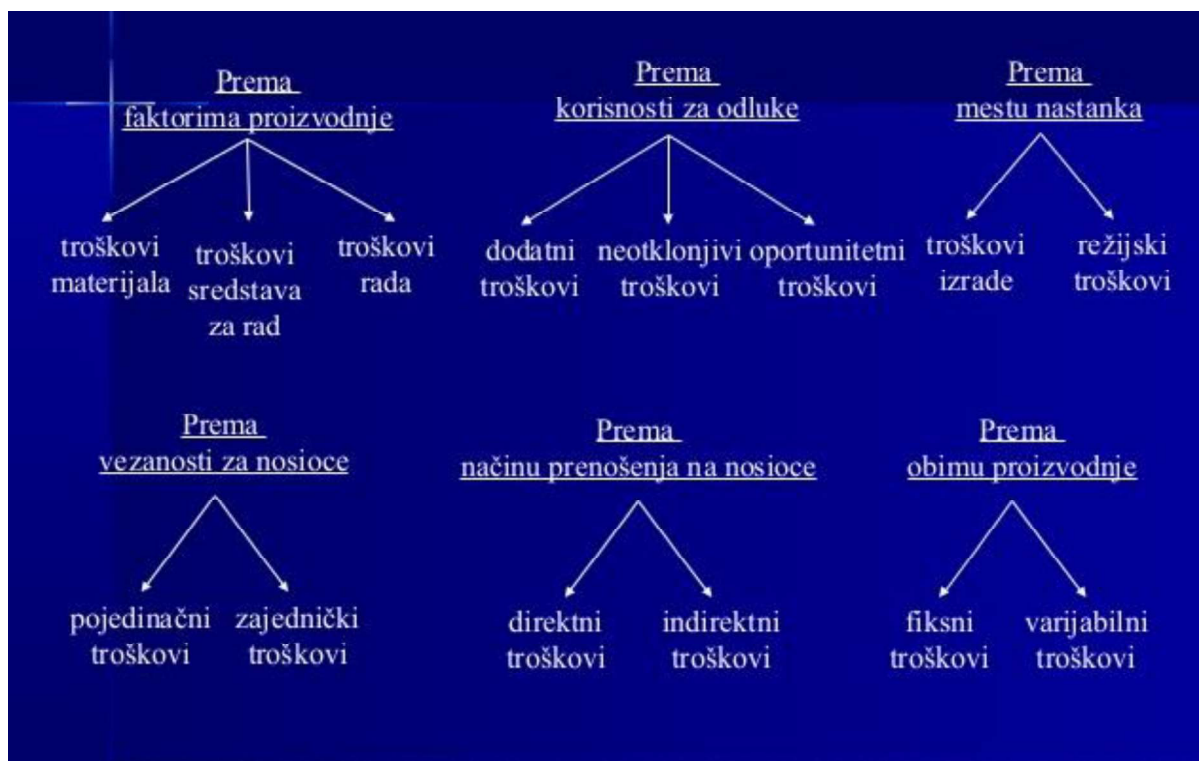 Prema
faktorima proizvodnje
troškovi
materijala
troškovi
sredstava
za rad
troškovi
rada
Prema
korisnosti za odluke
dodatni
troškovi
neotklonjivi
troškovi
oportunitetni
troškovi
Prema
mestu nastanka
troškovi
izrade
režijski
troškovi
Prema
vezanosti za nosioce
pojedinačni
troškovi
zajednički
troškovi
Prema
načinu prenošenja na nosioce
direktni
troškovi
indirektni
troškovi
Prema
obimu proizvodnje
fiksni
troškovi
varijabilni
troškovi